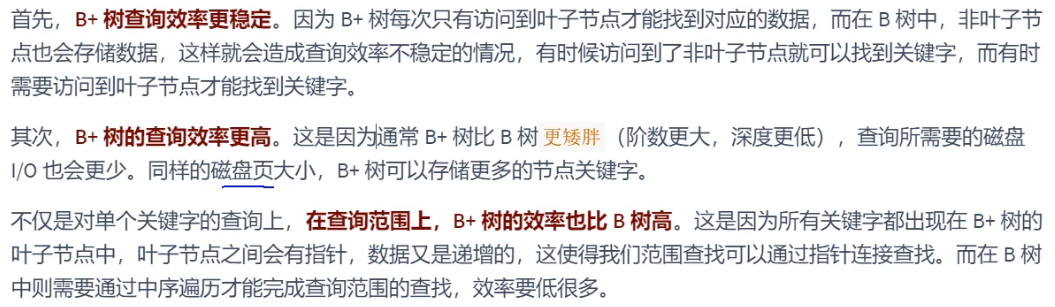 首先，B+ 树查询效率更稳定。因为 B+ 树每次只有访问到叶子节点才能找到对应的数据，而在 B 树中，非叶子节
点也会存储数据，这样就会造成查询效率不稳定的情况，有时候访问到了非叶子节点就可以找到关键字，而有时
需要访问到叶子节点才能找到关键字。
其次，B+ 树的查询效率更高。这是因为通常 B+ 树比 B 树 更矮胖 （阶数更大，深度更低），查询所需要的磁盘
I/O 也会更少。同样的磁盘页大小，B+ 树可以存储更多的节点关键字。
不仅是对单个关键字的查询上，在查询范围上，B+ 树的效率也比 B 树高。这是因为所有关键字都出现在 B+ 树的
叶子节点中，叶子节点之间会有指针，数据又是递增的，这使得我们范围查找可以通过指针连接查找。而在 B 树
中则需要通过中序遍历才能完成查询范围的查找，效率要低很多。